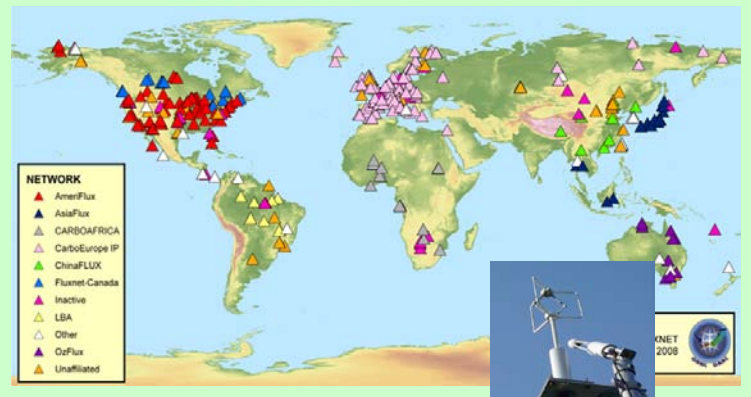 NETWORK
AmeriFlux
AsiaFlux
CARBOAFRICA
CarboEurope IP
ChinaFLUX
Fluxnet-Canada
Inactive
LBA
Other
OzFlux
Unaffiliated
XNET
2008